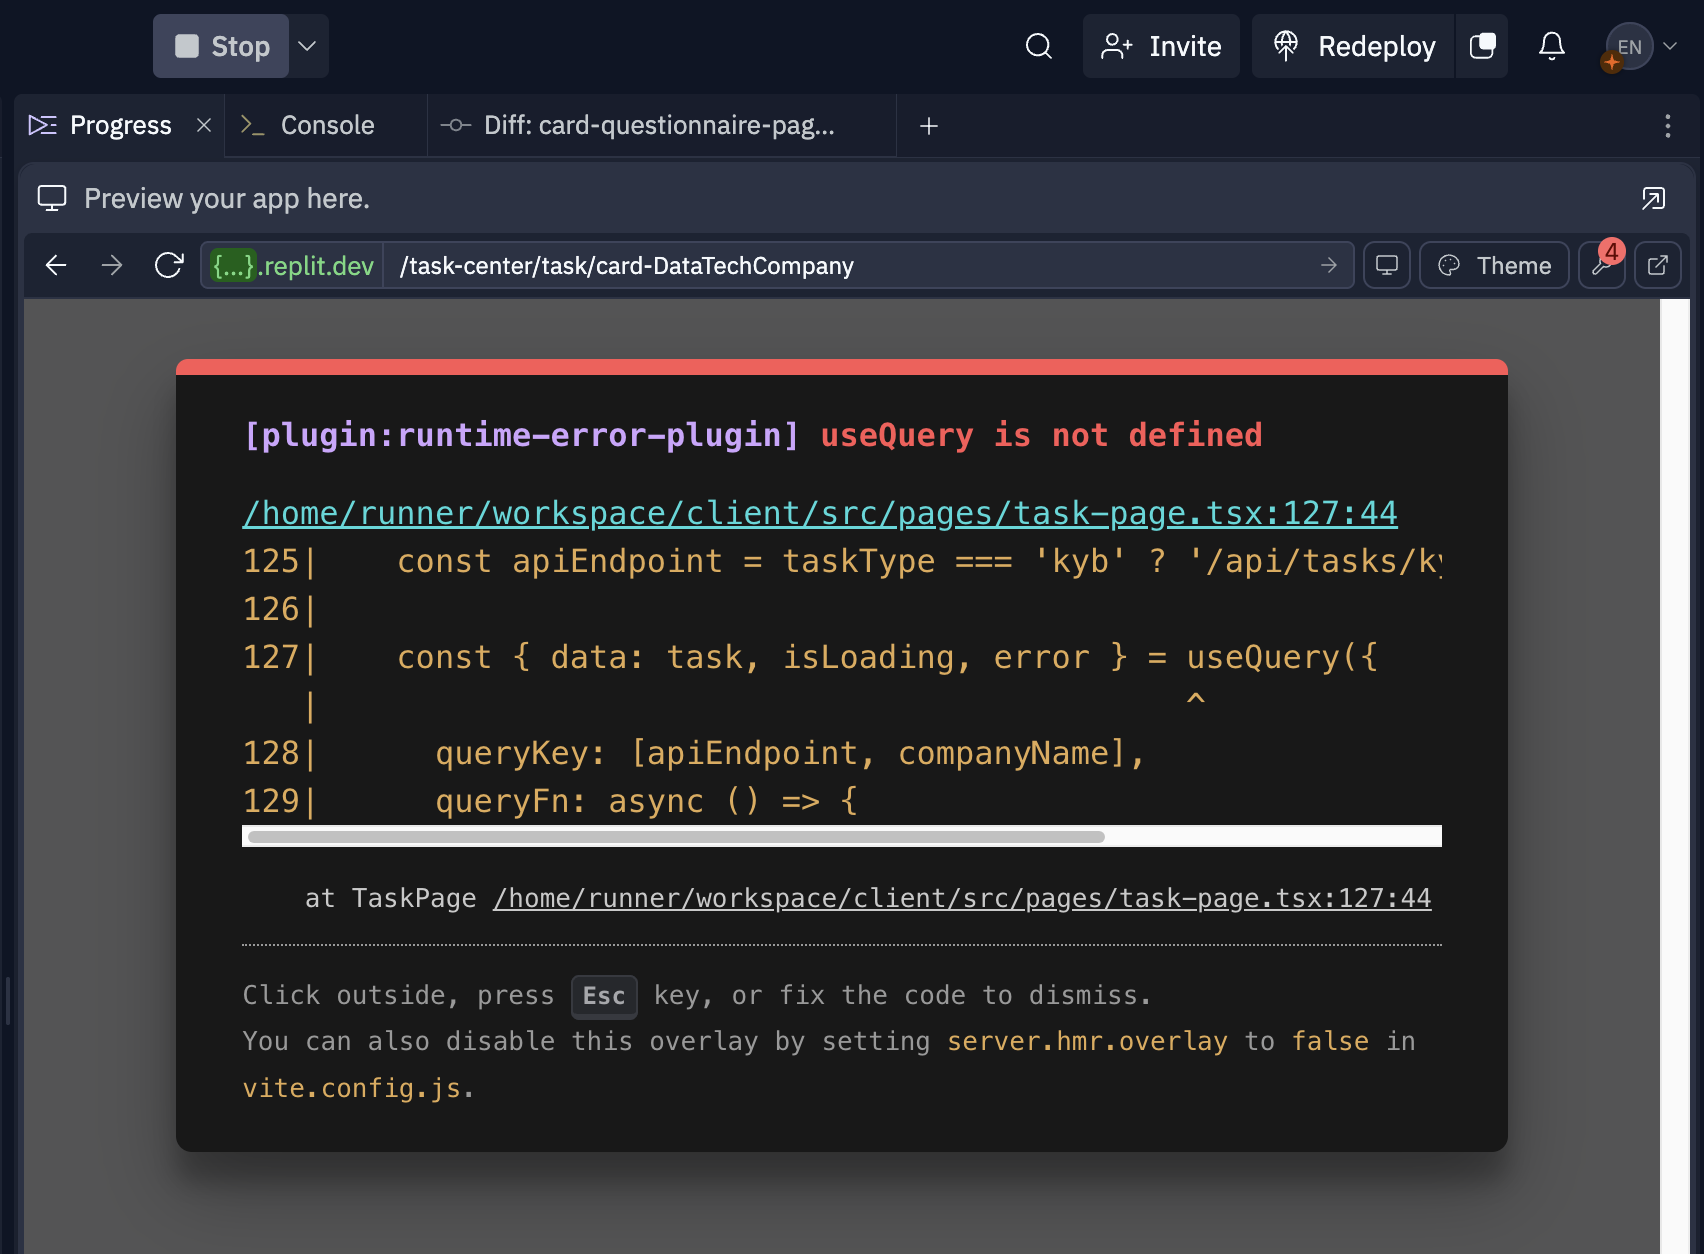 Stop
Invite
Redeploy
EN
Progress
Console
Diff: card-questionnaire-pag...
Preview your app here.
{...}.replit.dev
/task-center/task/card-DataTechCompany
Theme
4
[plugin:runtime-error-plugin] useQuery is not defined
/home/runner/workspace/client/src/pages/task-page.tsx:127:44
125|    const apiEndpoint = taskType === 'kyb' ? '/api/tasks/ky
126|
127|    const { data: task, isLoading, error } = useQuery({
   |                                             ^
128|      queryKey: [apiEndpoint, companyName],
129|      queryFn: async () => {
at TaskPage /home/runner/workspace/client/src/pages/task-page.tsx:127:44
Click outside, press Esc key, or fix the code to dismiss.
You can also disable this overlay by setting server.hmr.overlay to false in
vite.config.js.